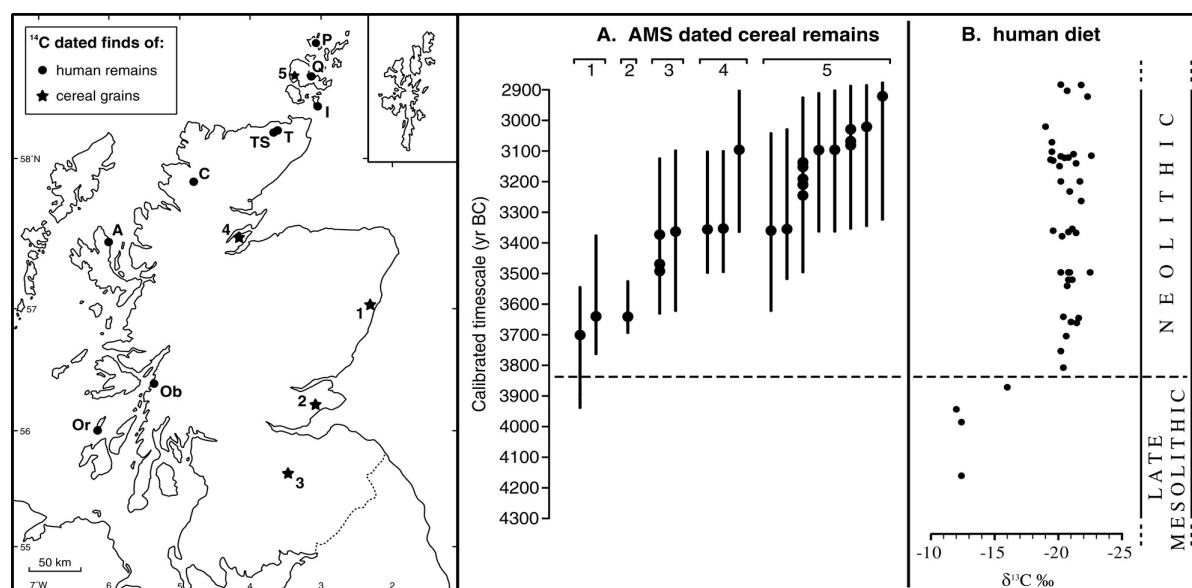 ¹⁴C dated finds of:
human remains
cereal grains
P
Q
5
I
TS T
58°N
C
A
4
57
1
Ob
2
Or
56
3
55
50 km
7°W 6 5 4 3 2
A. AMS dated cereal remains
1 2 3 4 5
Calibrated timescale (yr BC)
2900
3000
3100
3200
3300
3400
3500
3600
3700
3800
3900
4000
4100
4200
4300
B. human diet
-10 -15 -20 -25
δ¹³C ‰
NEOLITHIC
LATE
MESOLITHIC